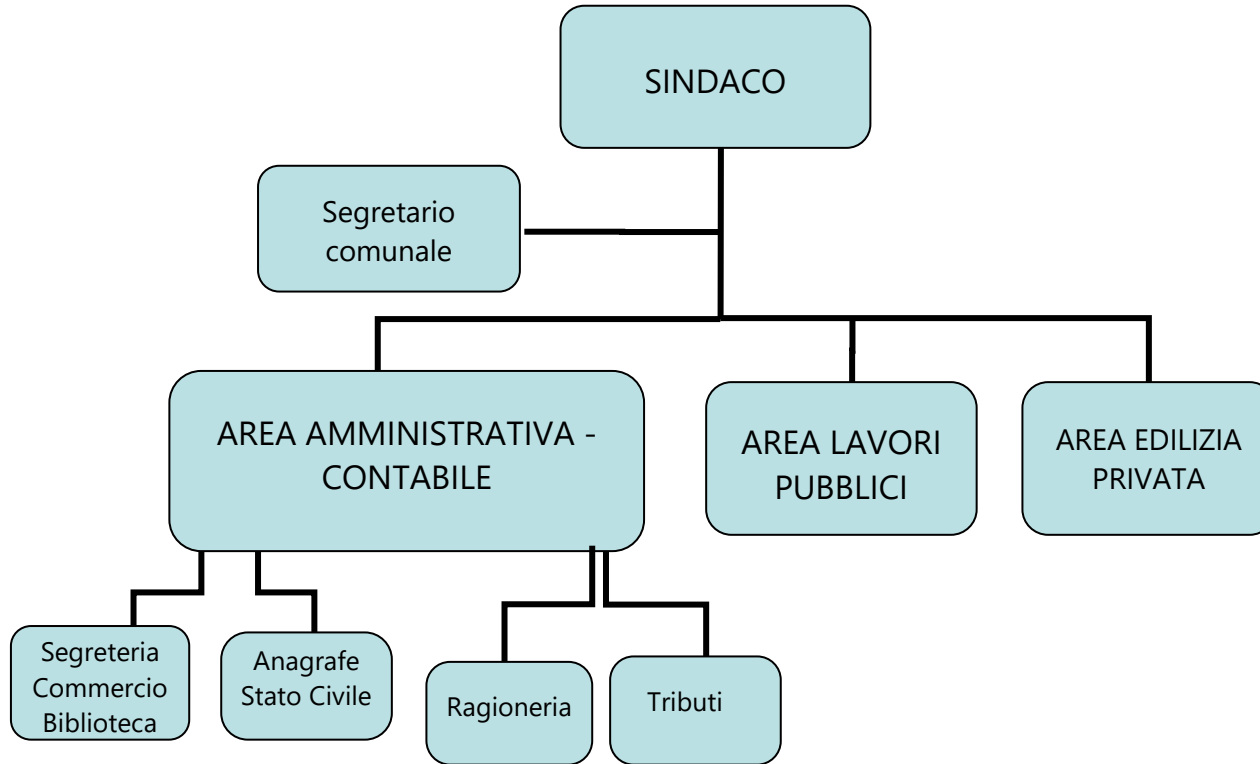 SINDACO
Segretario
comunale
AREA AMMINISTRATIVA -
CONTABILE
AREA LAVORI
PUBBLICI
AREA EDILIZIA
PRIVATA
Segreteria
Commercio
Biblioteca
Anagrafe
Stato Civile
Ragioneria
Tributi